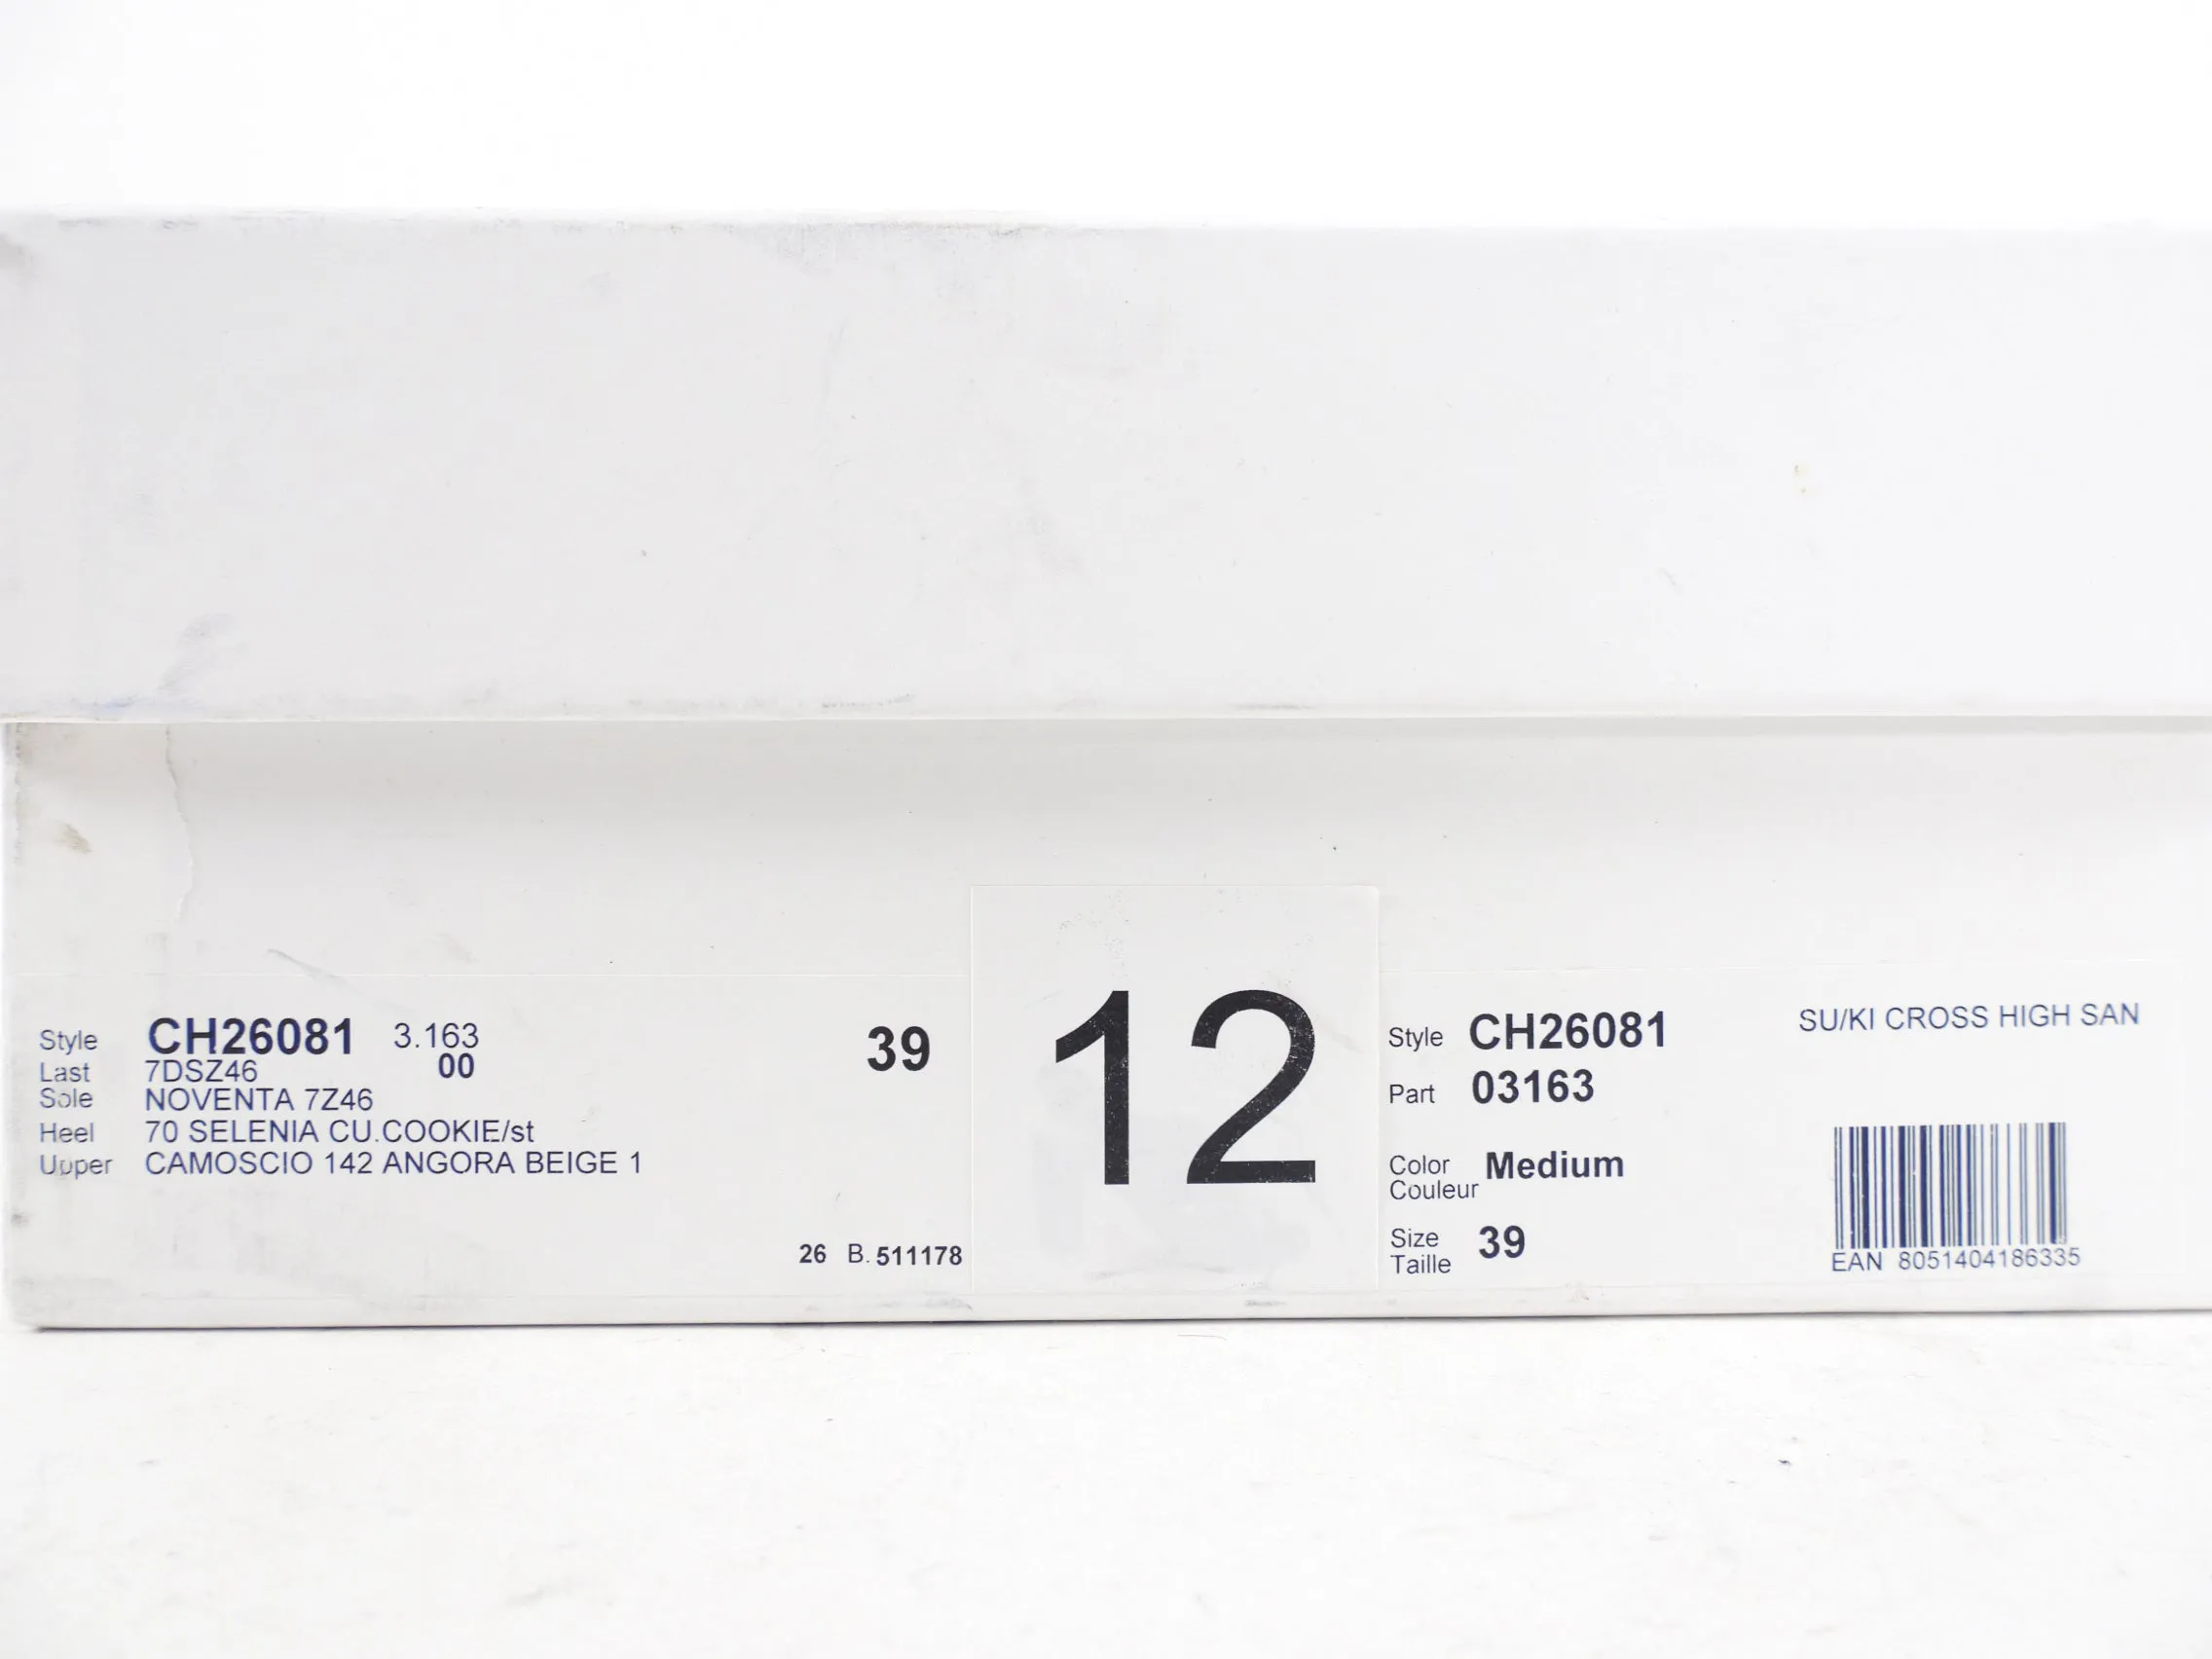 Style CH26081 3.163
Last 7DSZ46 00
Sole NOVENTA 7Z46
Heel 70 SELENIA CU.COOKIE/st
Upper CAMOSCIO 142 ANGORA BEIGE 1
39
26 B. 511178
12
Style CH26081
Part 03163
Color Medium
Couleur
Size 39
Taille
SU/KI CROSS HIGH SAN
EAN 8051404186335